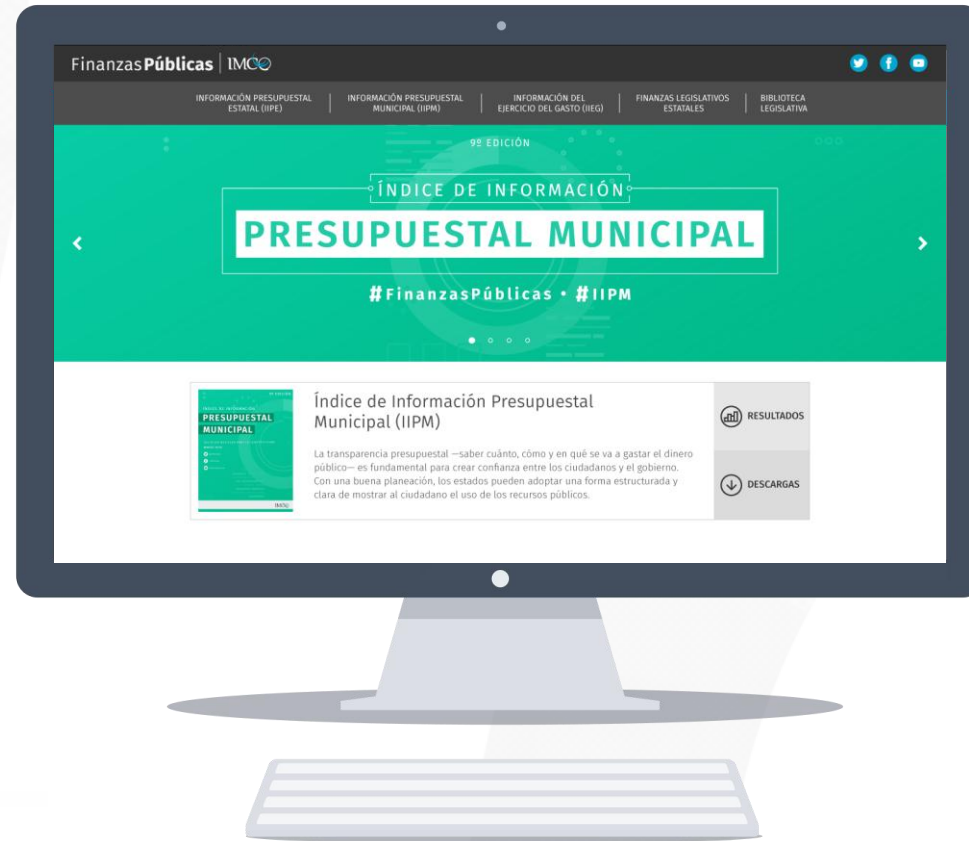 FinanzasPúblicas | IMCO
INFORMACIÓN PRESUPUESTAL
ESTATAL (IIPE)
INFORMACIÓN PRESUPUESTAL
MUNICIPAL (IIPM)
INFORMACIÓN DEL
EJERCICIO DEL GASTO (IIEG)
FINANZAS LEGISLATIVOS
ESTATALES
BIBLIOTECA
LEGISLATIVA
9º EDICIÓN
ÍNDICE DE INFORMACIÓN
PRESUPUESTAL MUNICIPAL
#FinanzasPúblicas • #IIPM
PRESUPUESTAL
MUNICIPAL
Índice de Información Presupuestal
Municipal (IIPM)
La transparencia presupuestal —saber cuánto, cómo y en qué se va a gastar el dinero
público— es fundamental para crear confianza entre los ciudadanos y el gobierno.
Con una buena planeación, los estados pueden adoptar una forma estructurada y
clara de mostrar al ciudadano el uso de los recursos públicos.
RESULTADOS
DESCARGAS